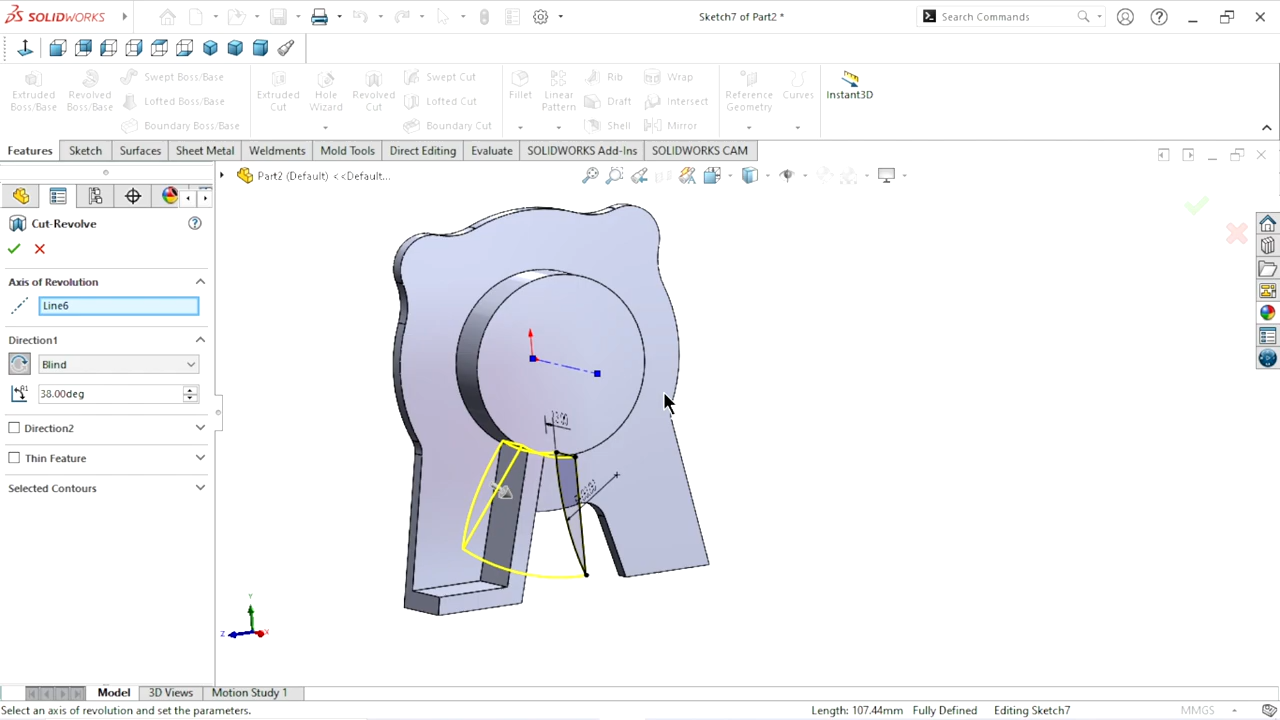 SOLIDWORKS
Sketch7 of Part2 *
Search Commands
Extruded Boss/Base
Revolved Boss/Base
Swept Boss/Base
Lofted Boss/Base
Boundary Boss/Base
Extruded Cut
Hole Wizard
Revolved Cut
Swept Cut
Lofted Cut
Boundary Cut
Fillet
Linear Pattern
Rib
Draft
Shell
Wrap
Intersect
Mirror
Reference Geometry
Curves
Instant3D
Features
Sketch
Surfaces
Sheet Metal
Weldments
Mold Tools
Direct Editing
Evaluate
SOLIDWORKS Add-Ins
SOLIDWORKS CAM
Part2 (Default) <<Default...
Cut-Revolve
Axis of Revolution
Line6
Direction1
Blind
38.00deg
Direction2
Thin Feature
Selected Contours
Y
Z
X
Model
3D Views
Motion Study 1
Select an axis of revolution and set the parameters.
Length: 107.44mm
Fully Defined
Editing Sketch7
MMGS